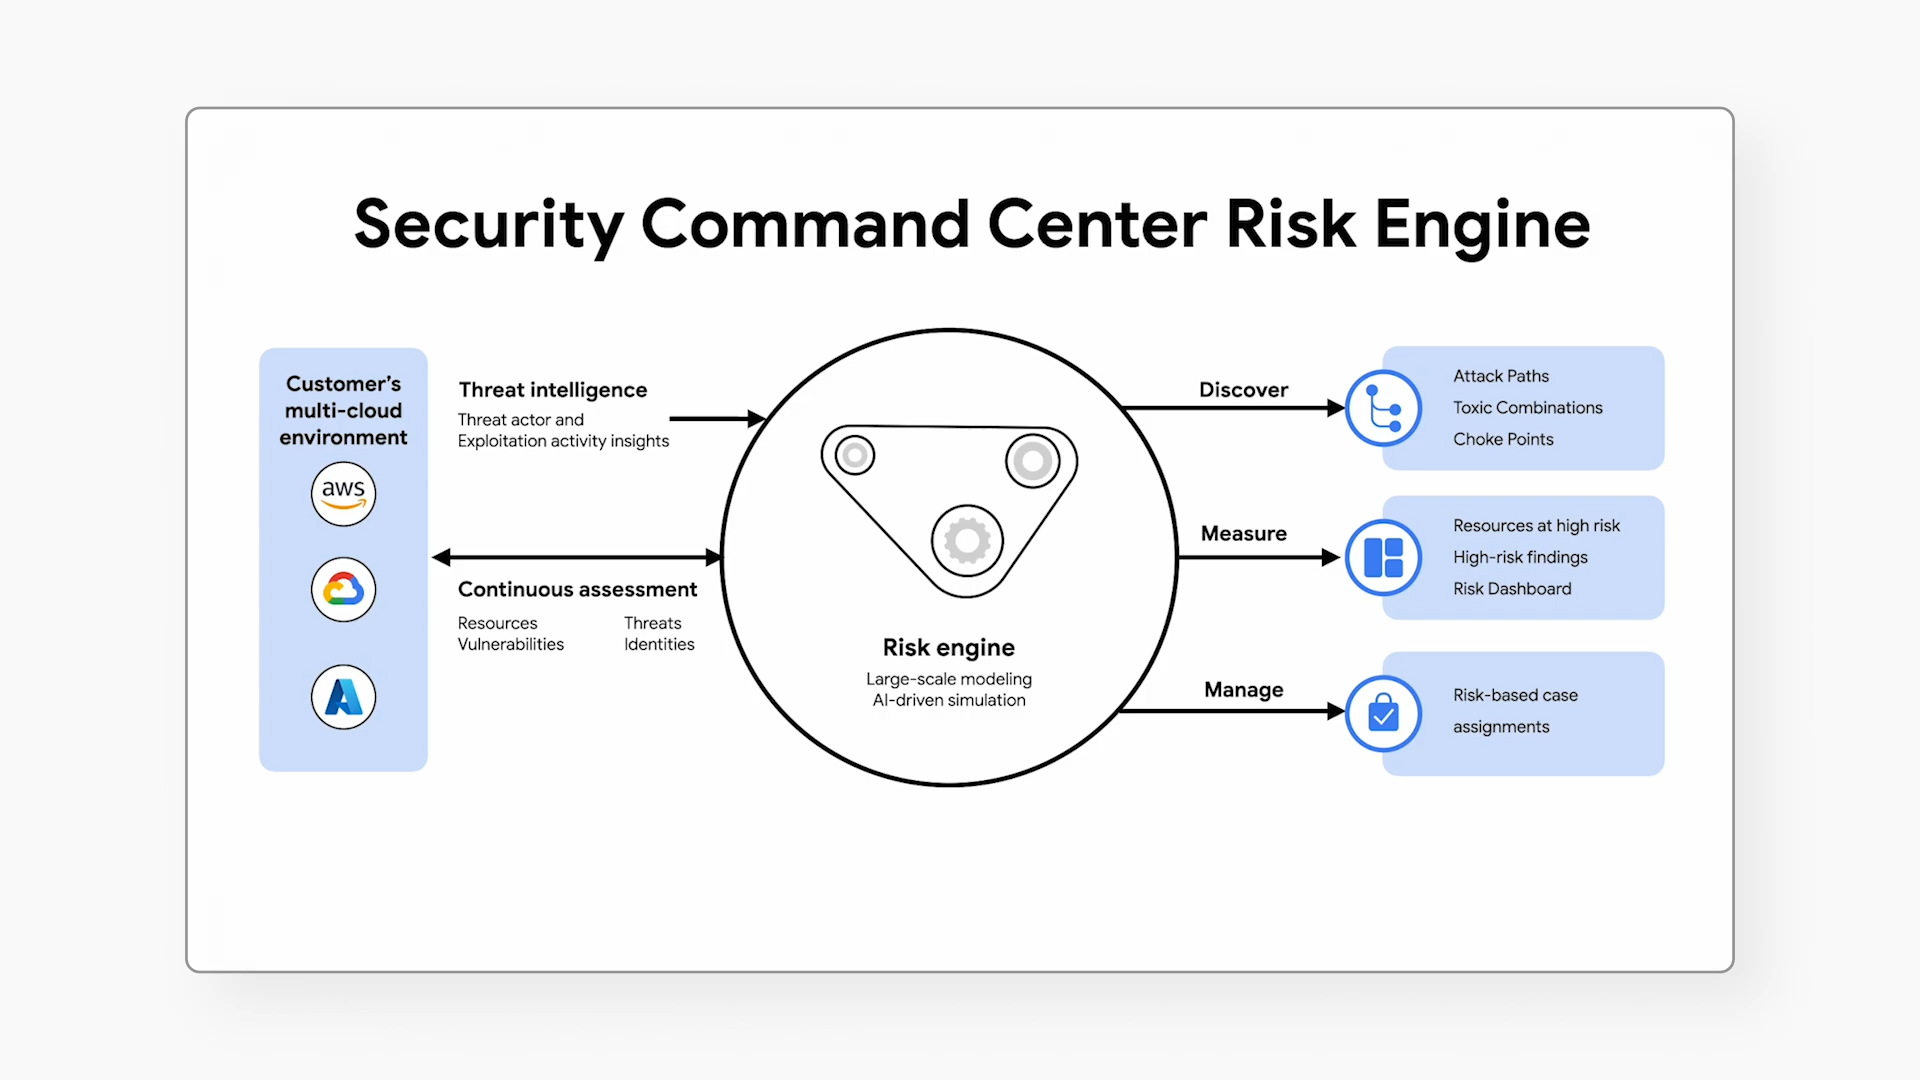 Security Command Center Risk Engine
Customer’s
multi-cloud
environment
aws
Threat intelligence
Threat actor and
Exploitation activity insights
Continuous assessment
Resources
Vulnerabilities
Threats
Identities
Risk engine
Large-scale modeling
AI-driven simulation
Discover
Attack Paths
Toxic Combinations
Choke Points
Measure
Resources at high risk
High-risk findings
Risk Dashboard
Manage
Risk-based case
assignments